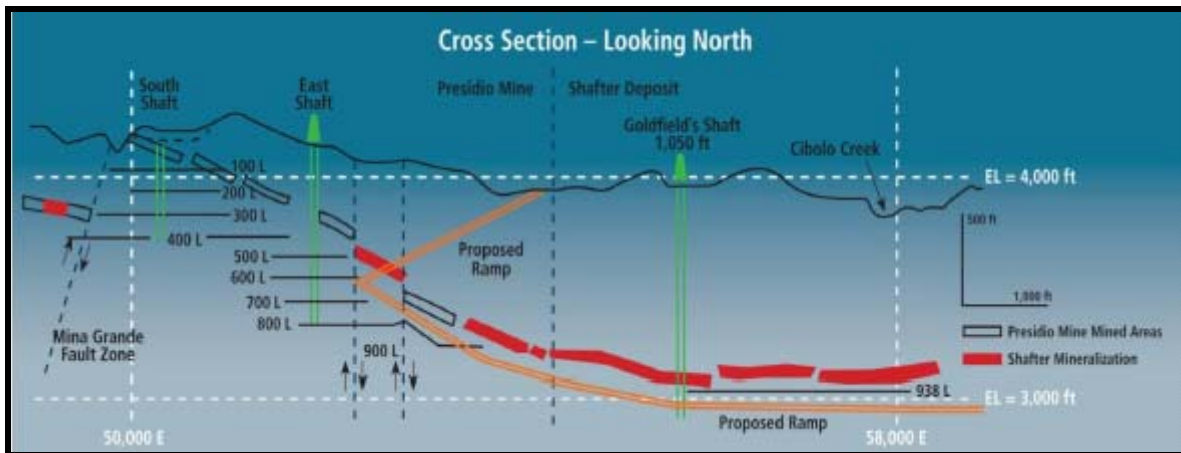 Cross Section – Looking North
South
Shaft
East
Shaft
Presidio Mine
Shafter Deposit
Goldfield's Shaft
1,050 ft
Cibolo Creek
EL = 4,000 ft
100 L
200 L
300 L
400 L
500 L
600 L
700 L
800 L
900 L
Proposed
Ramp
500 ft
1,000 ft
Mina Grande
Fault Zone
Presidio Mine Mined Areas
Shafter Mineralization
938 L
EL = 3,000 ft
Proposed Ramp
50,000 E
58,000 E